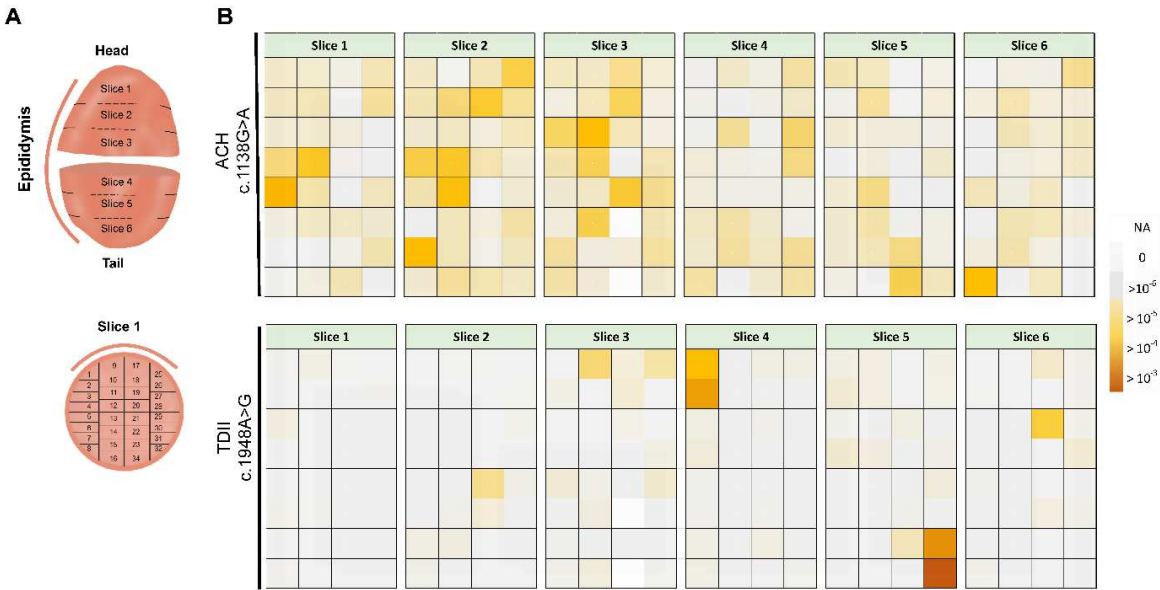 A
B
Head
Epididymis
Slice 1
Slice 2
Slice 3
Slice 4
Slice 5
Slice 6
Tail
Slice 1
1
2
3
4
5
6
7
8
9
10
11
12
13
14
15
16
17
18
19
20
21
22
23
34
25
26
27
28
29
30
31
32
ACH
c.1138G>A
Slice 1 Slice 2 Slice 3 Slice 4 Slice 5 Slice 6
TDII
c.1948A>G
Slice 1 Slice 2 Slice 3 Slice 4 Slice 5 Slice 6
NA
0
>10⁻⁶
> 10⁻⁵
>10⁻⁴
> 10⁻³